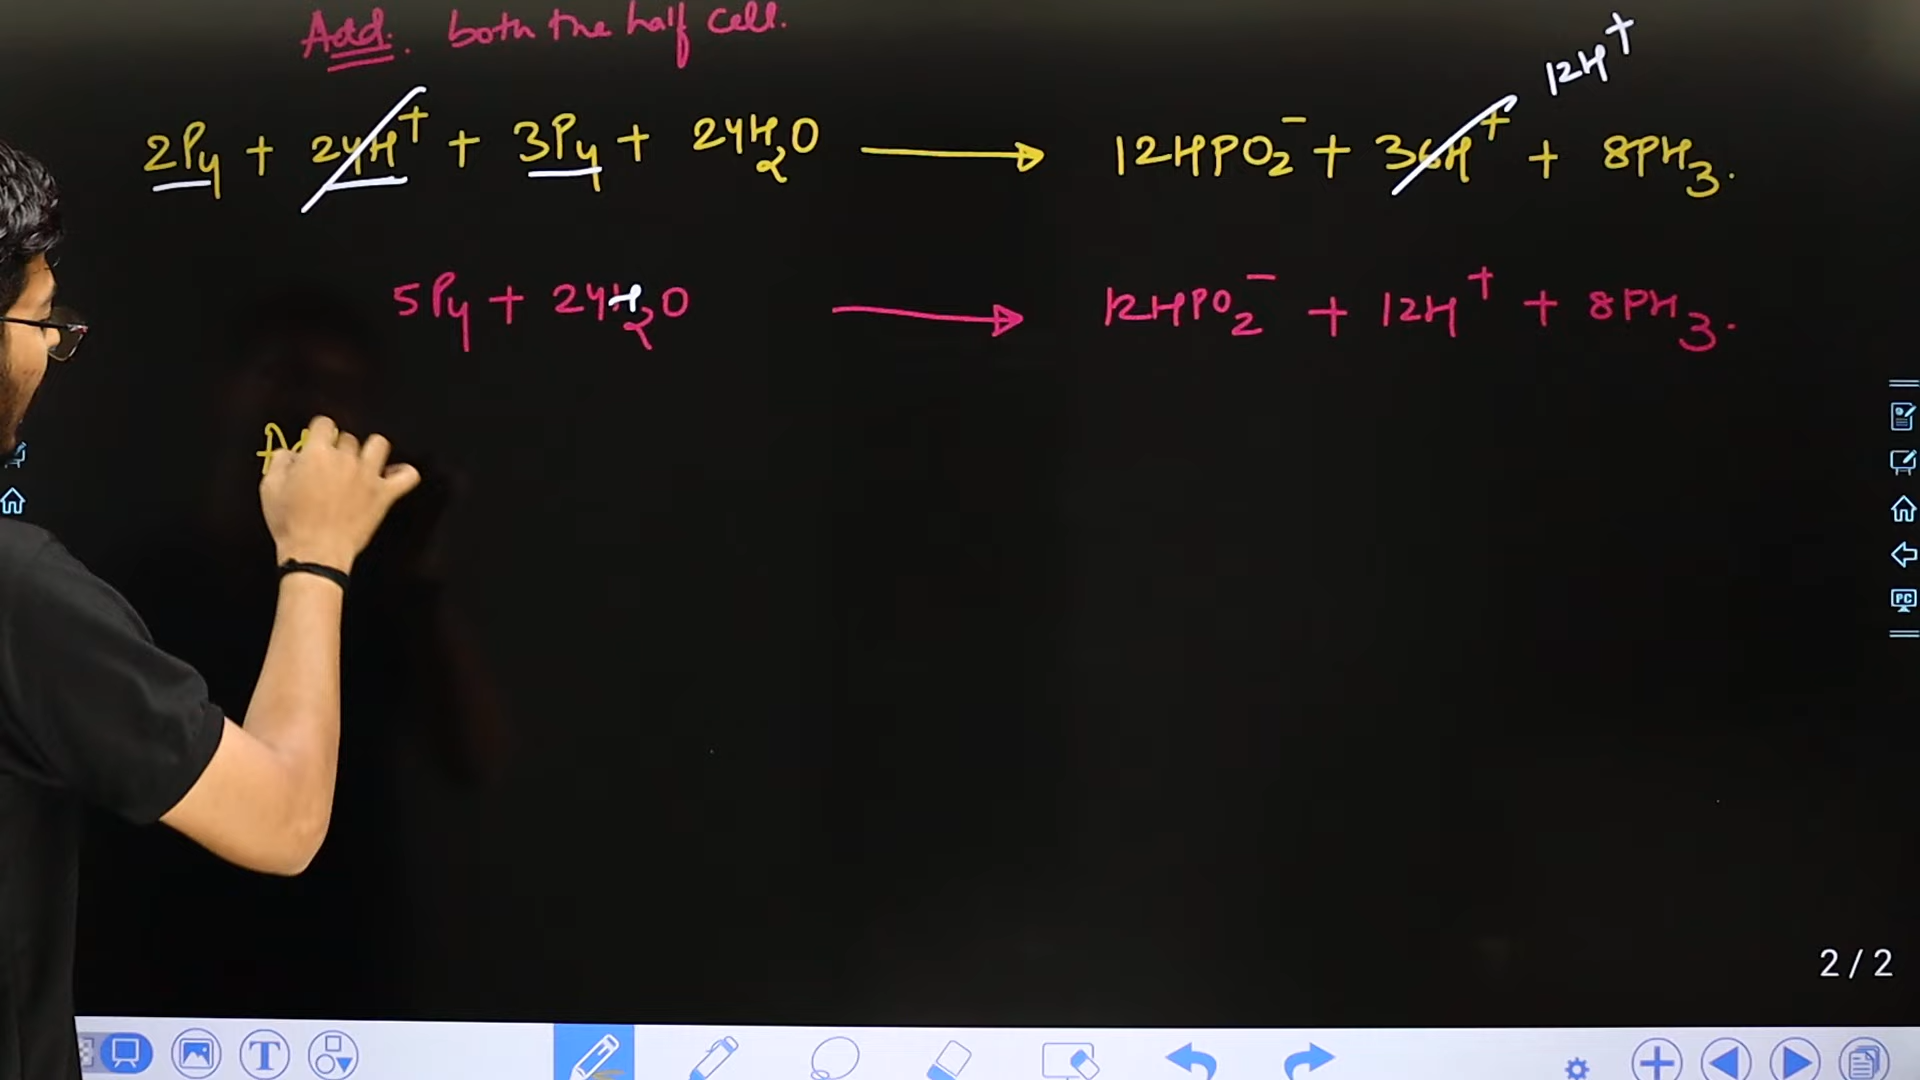 Add. both the half cell.
12H⁺
2P₄ + 24H⁺ + 3P₄ + 24H₂O ⟶ 12HPO₂⁻ + 36H⁺ + 8PH₃.
5P₄ + 24H₂O ⟶ 12HPO₂⁻ + 12H⁺ + 8PH₃.
PC
2/2
T